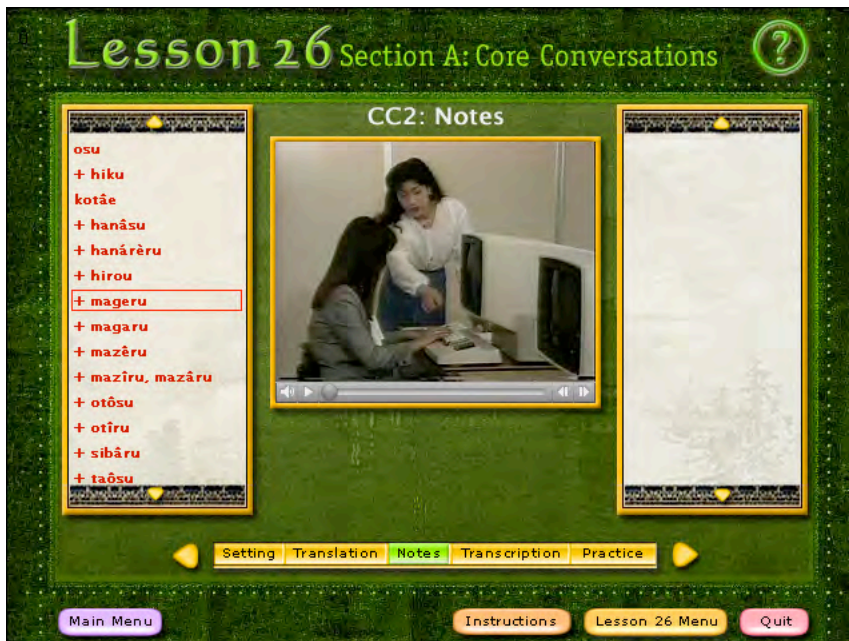 Lesson 26 Section A: Core Conversations ?
CC2: Notes
osu
+ hiku
kotâe
+ hanâsu
+ hanárèru
+ hirou
+ mageru
+ magaru
+ mazêru
+ mazîru, mazâru
+ otôsu
+ otîru
+ sibâru
+ taôsu
Setting Translation Notes Transcription Practice
Main Menu Instructions Lesson 26 Menu Quit